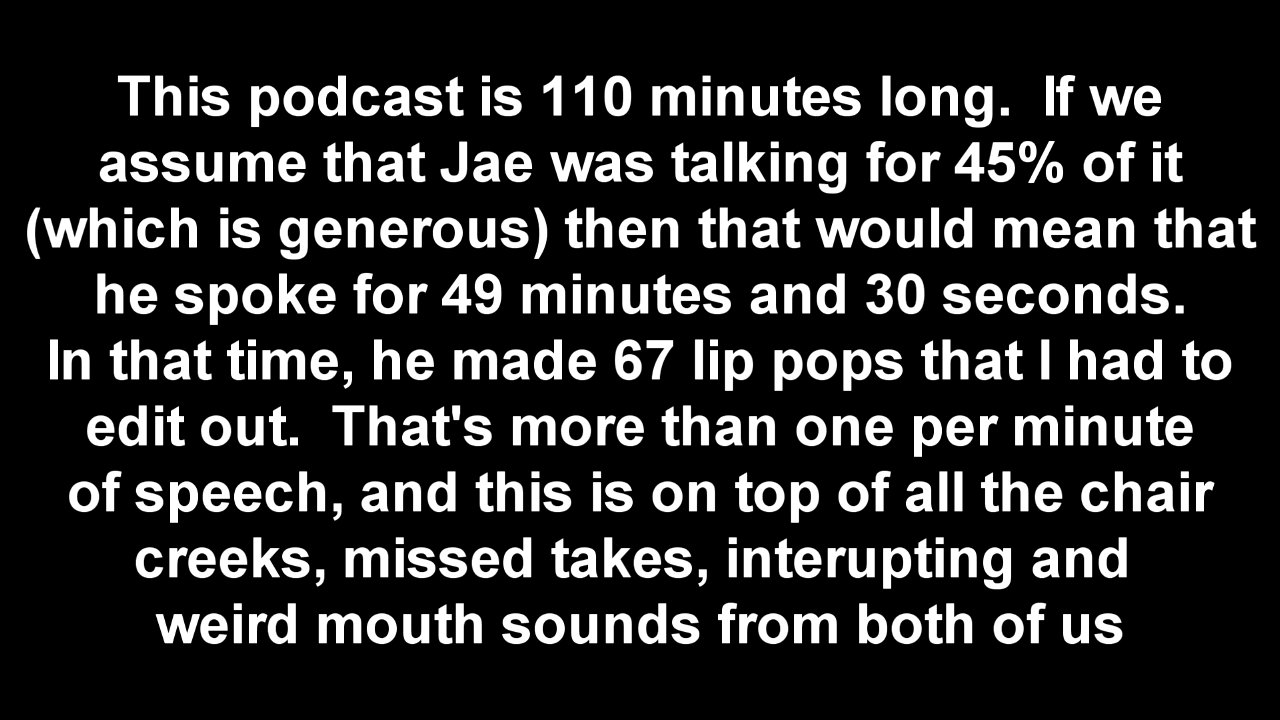 This podcast is 110 minutes long.  If we
assume that Jae was talking for 45% of it
(which is generous) then that would mean that
he spoke for 49 minutes and 30 seconds.
In that time, he made 67 lip pops that I had to
edit out.  That's more than one per minute
of speech, and this is on top of all the chair
creeks, missed takes, interupting and
weird mouth sounds from both of us